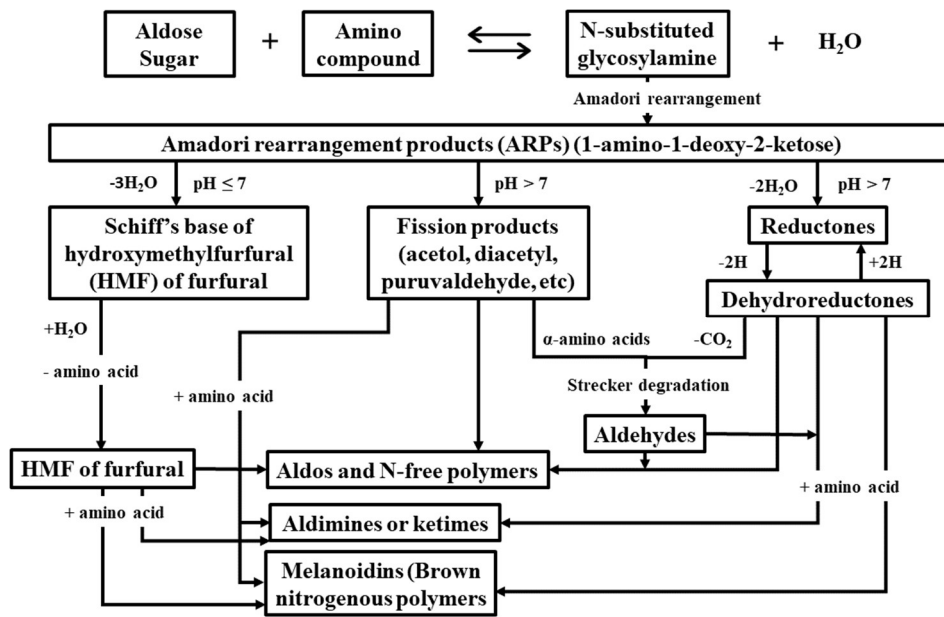 Aldose
Sugar
+
Amino
compound
N-substituted
glycosylamine
+
H₂O
Amadori rearrangement
Amadori rearrangement products (ARPs) (1-amino-1-deoxy-2-ketose)
-3H₂O
pH ≤ 7
pH > 7
-2H₂O
pH > 7
Schiff's base of
hydroxymethylfurfural
(HMF) of furfural
Fission products
(acetol, diacetyl,
puruvaldehyde, etc)
Reductones
-2H
+2H
Dehydroreductones
+H₂O
- amino acid
+ amino acid
α-amino acids
-CO₂
Strecker degradation
Aldehydes
HMF of furfural
Aldos and N-free polymers
+ amino acid
+ amino acid
Aldimines or ketimes
Melanoidins (Brown
nitrogenous polymers